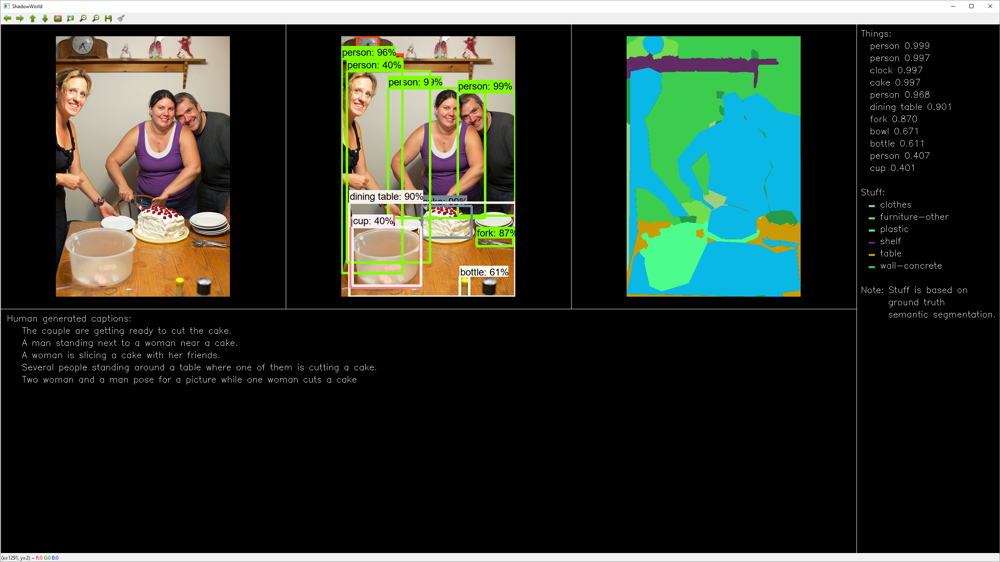 ShadowWorld
person: 96%
person: 40%
person: 99%
person: 99%
dining table: 90%
cake: 99%
cup: 40%
fork: 87%
bottle: 61%
Things:
person 0.999
person 0.997
clock 0.997
cake 0.997
person 0.968
dining table 0.901
fork 0.870
bowl 0.671
bottle 0.611
person 0.407
cup 0.401
Stuff:
clothes
furniture-other
plastic
shelf
table
wall-concrete
Note: Stuff is based on
ground truth
semantic segmentation.
Human generated captions:
The couple are getting ready to cut the cake.
A man standing next to a woman near a cake.
A woman is slicing a cake with her friends.
Several people standing around a table where one of them is cutting a cake.
Two woman and a man pose for a picture while one woman cuts a cake
(x=1291, y=2) ~ R:0 G:0 B:0